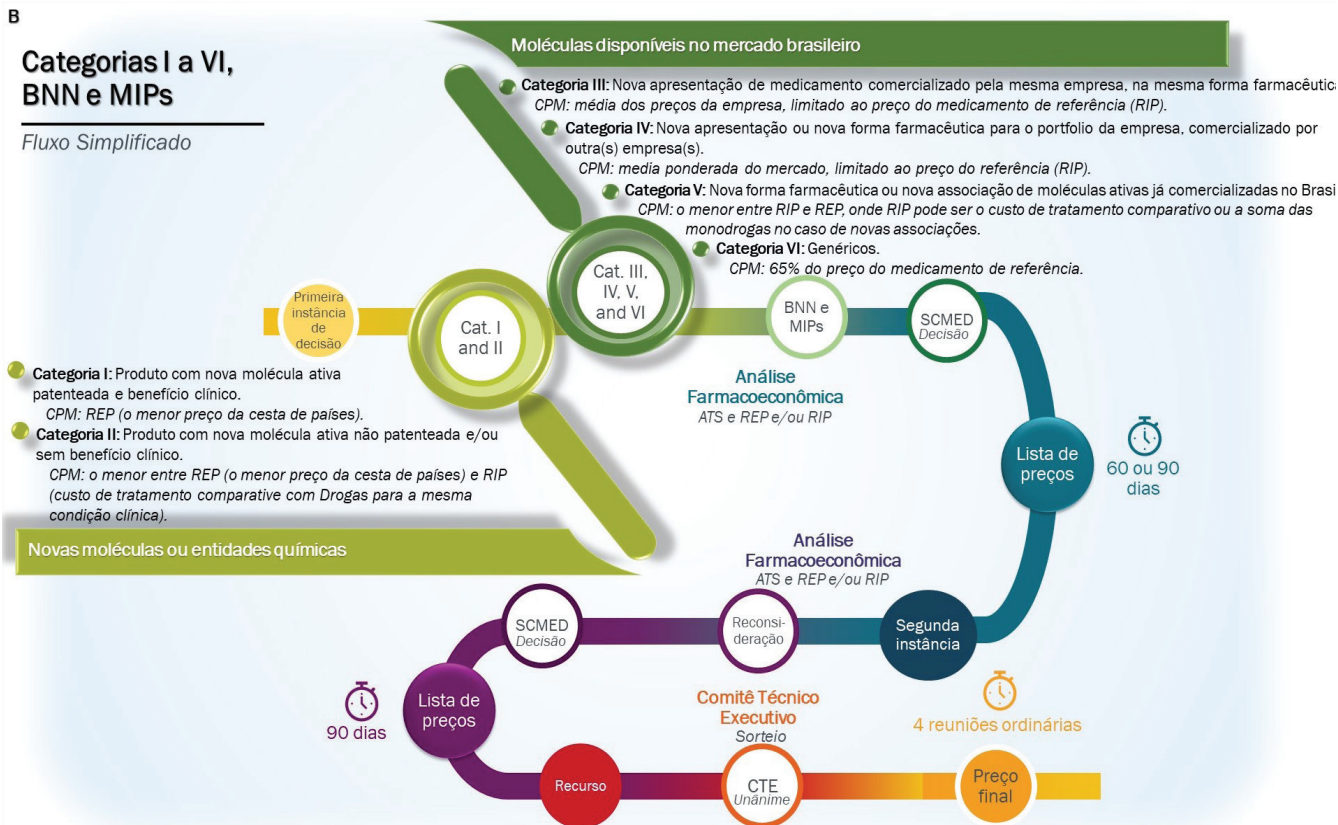 B
Categorias I a VI,
BNN e MIPs
Fluxo Simplificado
Moléculas disponíveis no mercado brasileiro
Categoria III: Nova apresentação de medicamento comercializado pela mesma empresa, na mesma forma farmacêutica
CPM: média dos preços da empresa, limitado ao preço do medicamento de referência (RIP).
Categoria IV: Nova apresentação ou nova forma farmacêutica para o portfolio da empresa, comercializado por
outra(s) empresa(s).
CPM: media ponderada do mercado, limitado ao preço do referência (RIP).
Categoria V: Nova forma farmacêutica ou nova associação de moléculas ativas já comercializadas no Brasi
CPM: o menor entre RIP e REP, onde RIP pode ser o custo de tratamento comparativo ou a soma das
monodrogas no caso de novas associações.
Categoria VI: Genéricos.
CPM: 65% do preço do medicamento de referência.
Primeira
instância
de
decisão
Cat. I
and II
Cat. III,
IV, V,
and VI
BNN e
MIPs
SCMED
Decisão
Categoria I: Produto com nova molécula ativa
patenteada e benefício clínico.
CPM: REP (o menor preço da cesta de países).
Categoria II: Produto com nova molécula ativa não patenteada e/ou
sem benefício clínico.
CPM: o menor entre REP (o menor preço da cesta de países) e RIP
(custo de tratamento comparative com Drogas para a mesma
condição clínica).
Novas moléculas ou entidades químicas
Análise
Farmacoeconômica
ATS e REP e/ou RIP
Lista de
preços
60 ou 90
dias
Análise
Farmacoeconômica
ATS e REP e/ou RIP
SCMED
Decisão
Reconsi-
deração
Segunda
instância
90 dias
Lista de
preços
Comitê Técnico
Executivo
Sorteio
4 reuniões ordinárias
Recurso
CTE
Unânime
Preço
final